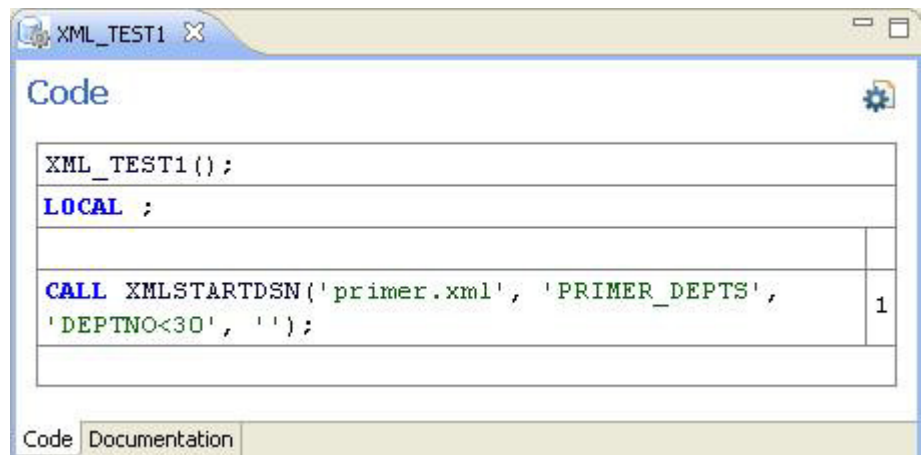 XML_TEST1
Code
XML_TEST1();
LOCAL ;
CALL XMLSTARTDSN('primer.xml', 'PRIMER_DEPTS',
'DEPTNO<30', '');
1
Code Documentation